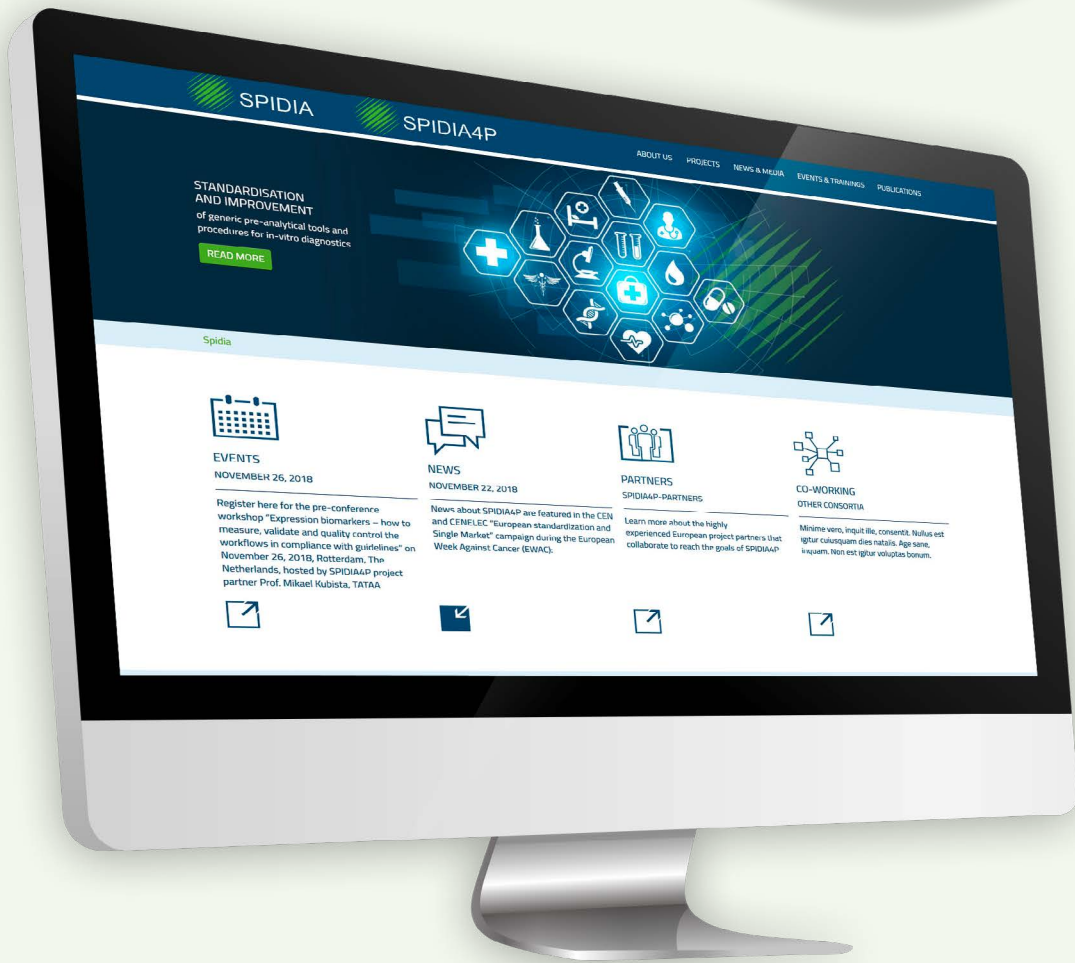 SPIDIA
SPIDIA4P
ABOUT US PROJECTS NEWS & MEDIA EVENTS & TRAININGS PUBLICATIONS
STANDARDISATION
AND IMPROVEMENT
of generic pre-analytical tools and
procedures for in-vitro diagnostics
READ MORE
Spidia
EVENTS
NOVEMBER 26, 2018
Register here for the pre-conference
workshop "Expression biomarkers – how to
measure, validate and quality control the
workflows in compliance with guidelines" on
November 26, 2018, Rotterdam, The
Netherlands, hosted by SPIDIA4P project
partner Prof. Mikael Kubista, TATAA
NEWS
NOVEMBER 22, 2018
News about SPIDIA4P are featured in the CEN
and CENELEC "European standardization and
Single Market" campaign during the European
Week Against Cancer (EWAC).
PARTNERS
SPIDIA4P-PARTNERS
Learn more about the highly
experienced European project partners that
collaborate to reach the goals of SPIDIA4P
CO-WORKING
OTHER CONSORTIA
Minime vero, inquit ille, consentit. Nullus est
igitur cuiusquam dies natalis. Age sane,
inquam. Non est igitur voluptas bonum.